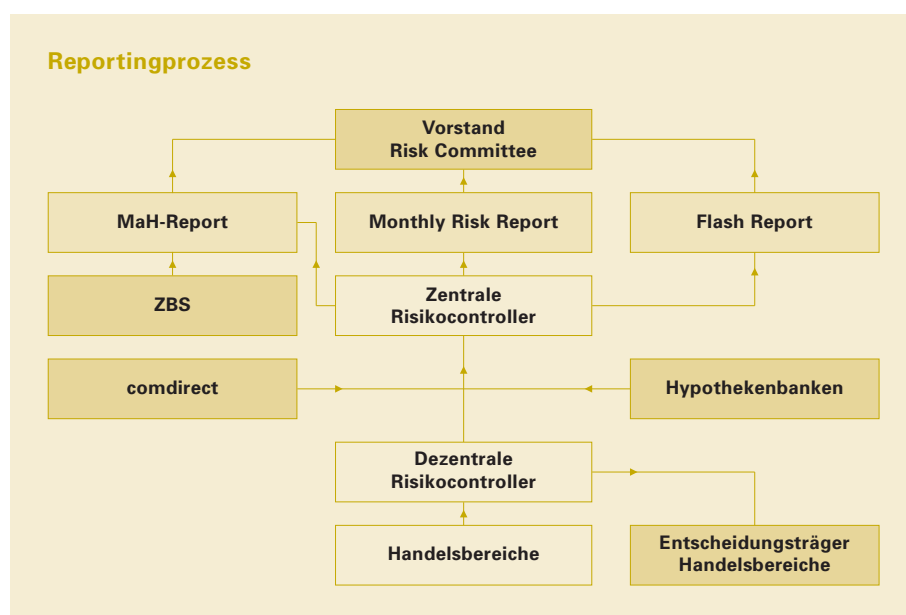 Reportingprozess
Vorstand
Risk Committee
MaH-Report
Monthly Risk Report
Flash Report
ZBS
Zentrale
Risikocontroller
comdirect
Hypothekenbanken
Dezentrale
Risikocontroller
Handelsbereiche
Entscheidungsträger
Handelsbereiche